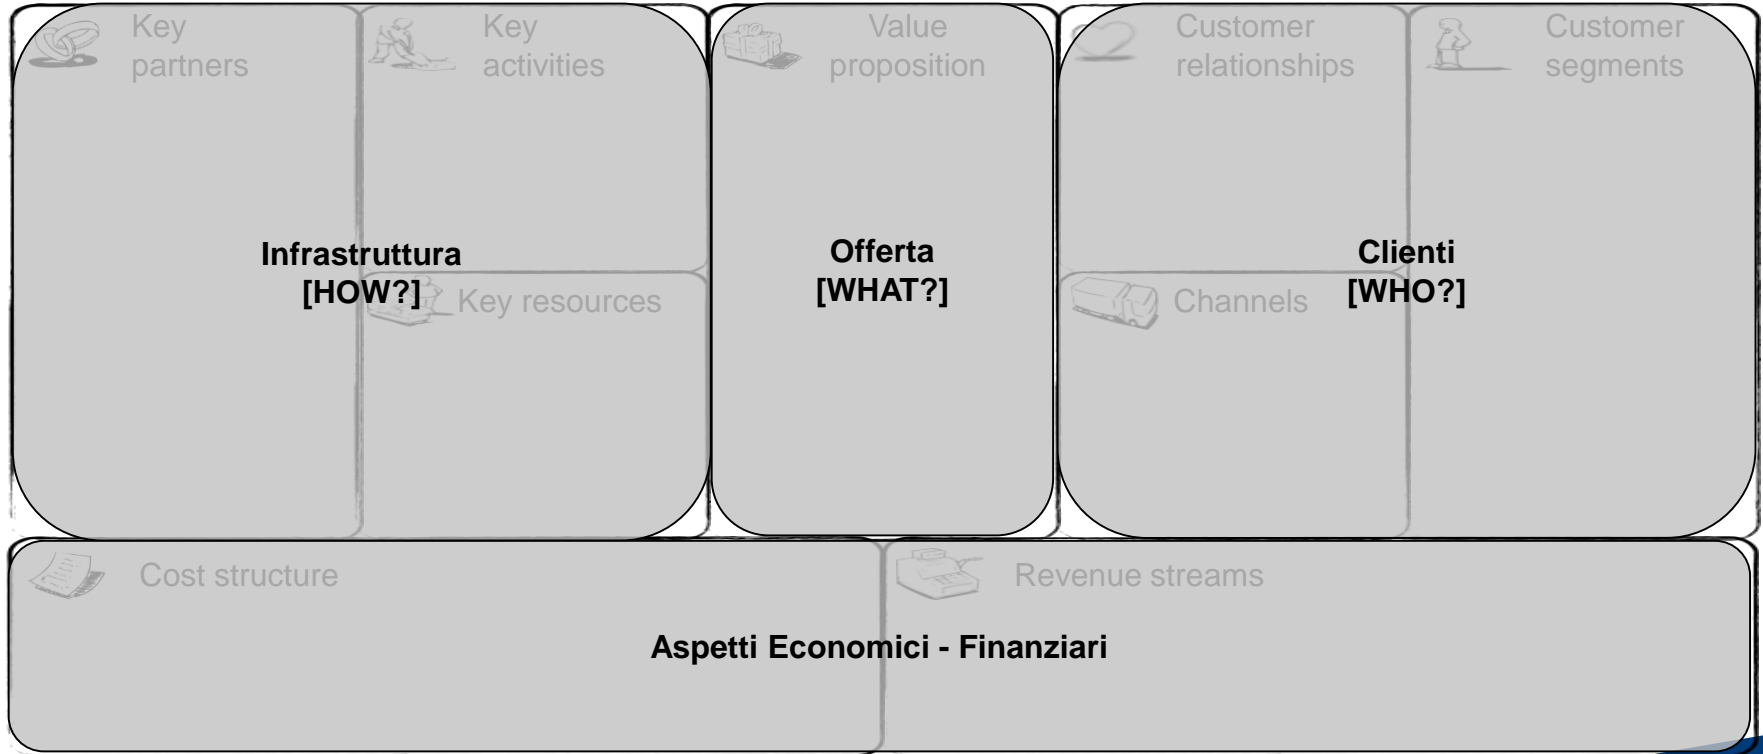 Key
partners
Key
activities
Value
proposition
Customer
relationships
Customer
segments
Infrastruttura
[HOW?]
Offerta
[WHAT?]
Clienti
[WHO?]
Key resources
Channels
Cost structure
Revenue streams
Aspetti Economici - Finanziari